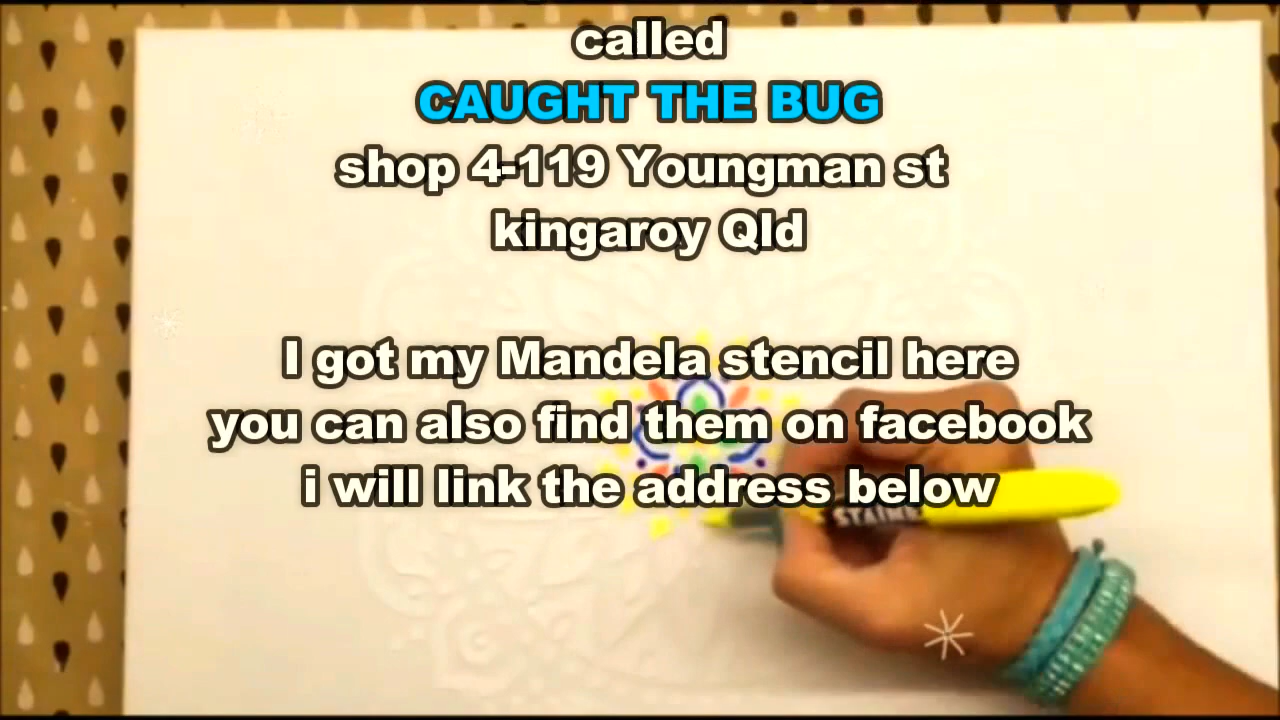 called
CAUGHT THE BUG
shop 4-119 Youngman st
kingaroy Qld
I got my Mandela stencil here
you can also find them on facebook
i will link the address below
STAINE